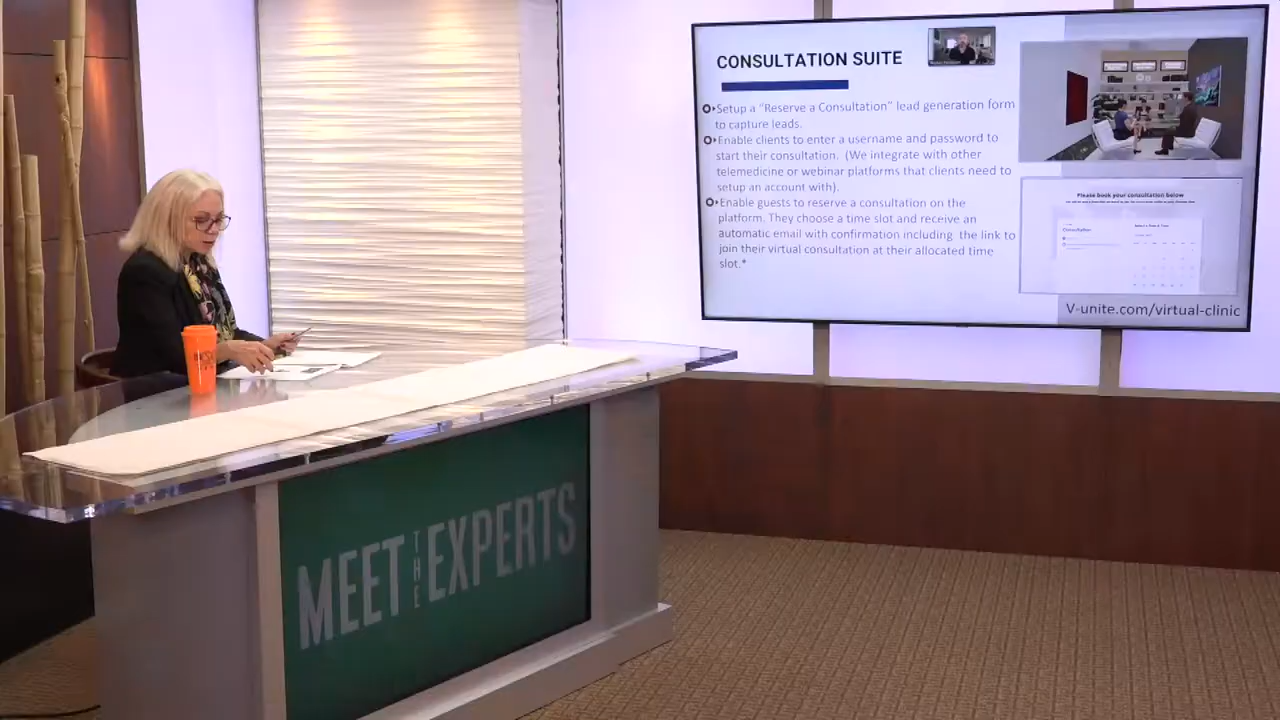 CONSULTATION SUITE
Setup a "Reserve a Consultation" lead generation form
to capture leads.
Enable clients to enter a username and password to
start their consultation. (We integrate with other
telemedicine or webinar platforms that clients need to
setup an account with).
Enable guests to reserve a consultation on the
platform. They choose a time slot and receive an
automatic email with confirmation including the link to
join their virtual consultation at their allocated time
slot.*
Please book your consultation below
Consultation
Select a Date & Time
V-unite.com/virtual-clinic
MEET THE EXPERTS